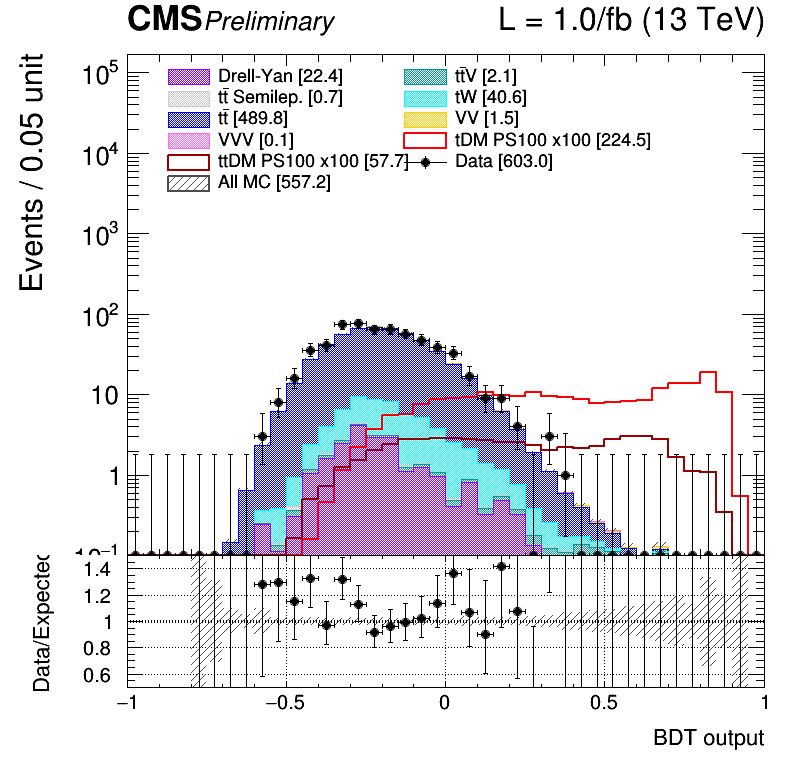 CMS Preliminary L = 1.0/fb (13 TeV)
Events / 0.05 unit
10⁵
10⁴
10³
10²
10
1
10⁻¹
Drell-Yan [22.4]
tt̄ Semilep. [0.7]
tt̄ [489.8]
VVV [0.1]
ttDM PS100 x100 [57.7]
All MC [557.2]
tt̄V [2.1]
tW [40.6]
VV [1.5]
tDM PS100 x100 [224.5]
Data [603.0]
Data/Expected
1.4
1.2
1
0.8
0.6
−1 −0.5 0 0.5 1
BDT output